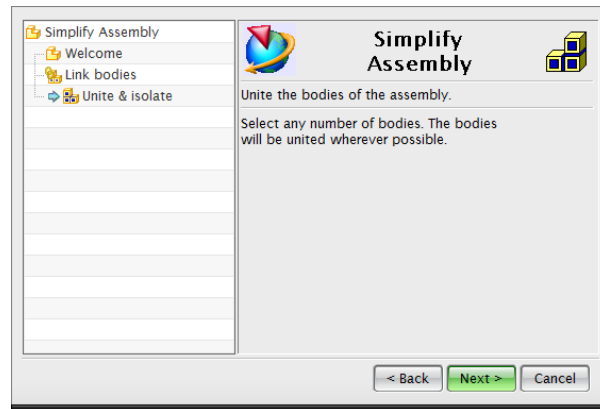 Simplify Assembly
Welcome
Link bodies
Unite & isolate
Simplify
Assembly
Unite the bodies of the assembly.
Select any number of bodies. The bodies
will be united wherever possible.
< Back
Next >
Cancel